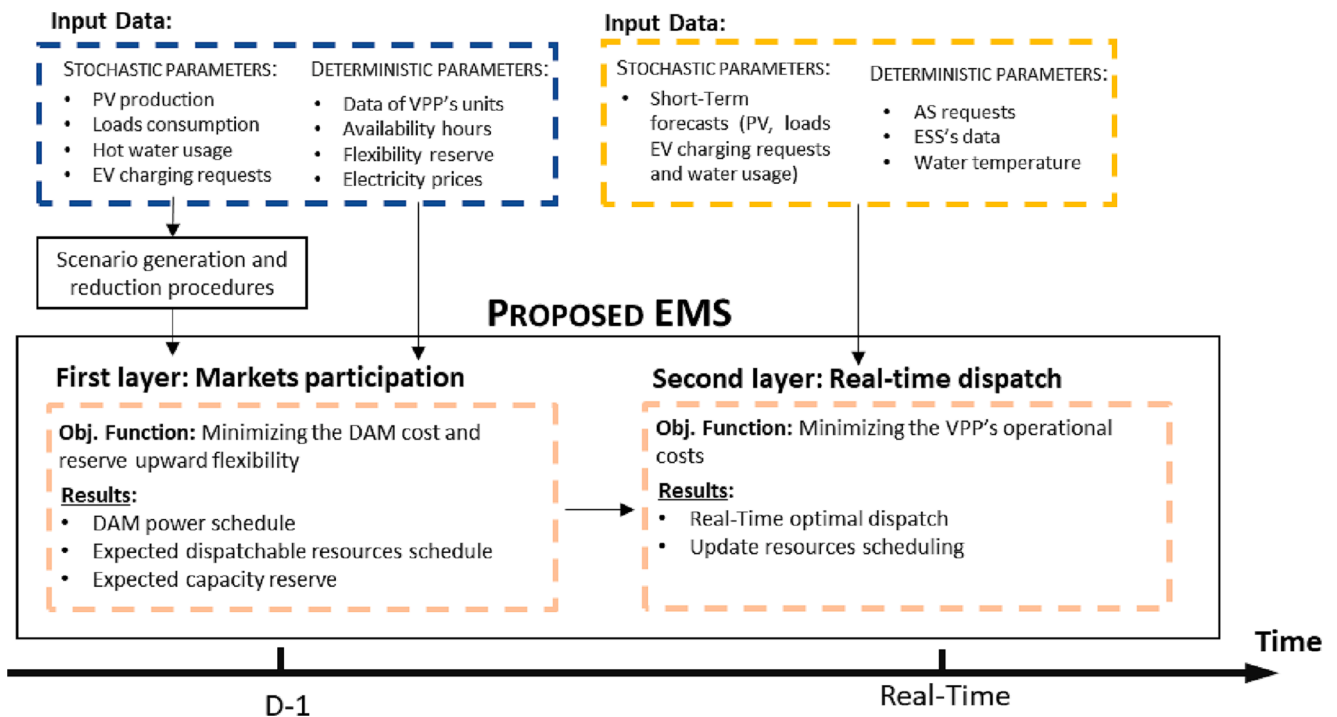 Input Data:
STOCHASTIC PARAMETERS:
• PV production
• Loads consumption
• Hot water usage
• EV charging requests
DETERMINISTIC PARAMETERS:
• Data of VPP's units
• Availability hours
• Flexibility reserve
• Electricity prices
Input Data:
STOCHASTIC PARAMETERS:
• Short-Term
forecasts (PV, loads
EV charging requests
and water usage)
DETERMINISTIC PARAMETERS:
• AS requests
• ESS's data
• Water temperature
Scenario generation and
reduction procedures
PROPOSED EMS
First layer: Markets participation
Obj. Function: Minimizing the DAM cost and
reserve upward flexibility
Results:
• DAM power schedule
• Expected dispatchable resources schedule
• Expected capacity reserve
Second layer: Real-time dispatch
Obj. Function: Minimizing the VPP's operational
costs
Results:
• Real-Time optimal dispatch
• Update resources scheduling
Time
D-1
Real-Time